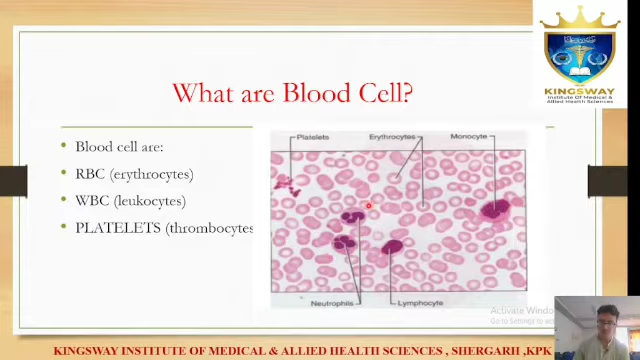 What are Blood Cell?
KINGSWAY
Institute Of Medical &
Allied Health Sciences
• Blood cell are:
• RBC (erythrocytes)
• WBC (leukocytes)
• PLATELETS (thrombocytes
Platelets
Erythrocytes
Monocyte
Neutrophils
Lymphocyte
Activate Windo
Go to Settings to ac
KINGSWAY INSTITUTE OF MEDICAL & ALLIED HEALTH SCIENCES , SHERGARH ,KPK